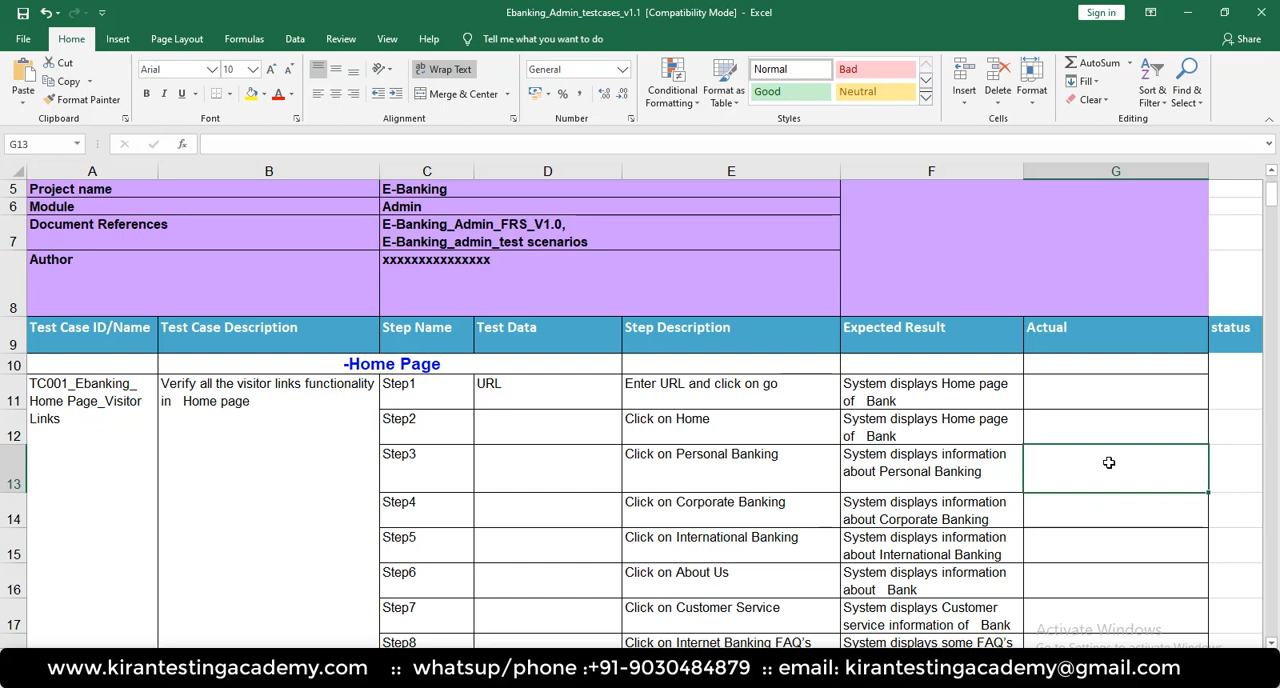 Ebanking_Admin_testcases_v1.1 [Compatibility Mode] - Excel
Sign in
File Home Insert Page Layout Formulas Data Review View Help Tell me what you want to do Share
Paste
Cut
Copy
Format Painter
Clipboard
Arial 10 A A
B I U A
Font
Wrap Text
Merge & Center
Alignment
General
% ,
Number
Conditional Formatting
Format as Table
Normal Bad
Good Neutral
Styles
Insert Delete Format
Cells
AutoSum
Fill
Clear
Sort & Filter
Find & Select
Editing
G13 fx
A B C D E F G
5 Project name E-Banking
6 Module Admin
7 Document References E-Banking_Admin_FRS_V1.0,
E-Banking_admin_test scenarios
8 Author xxxxxxxxxxxxxxx
9 Test Case ID/Name Test Case Description Step Name Test Data Step Description Expected Result Actual status
10 -Home Page
11 TC001_Ebanking_
Home Page_Visitor
Links
Verify all the visitor links functionality
in Home page
Step1 URL Enter URL and click on go System displays Home page
of Bank
12 Step2 Click on Home System displays Home page
of Bank
13 Step3 Click on Personal Banking System displays information
about Personal Banking
14 Step4 Click on Corporate Banking System displays information
about Corporate Banking
15 Step5 Click on International Banking System displays information
about International Banking
16 Step6 Click on About Us System displays information
about Bank
17 Step7 Click on Customer Service System displays Customer
service information of Bank
Step8 Click on Internet Banking FAQ's System displays some FAQ's
Activate Windows
Go to Settings to activate Windows.
www.kirantestingacademy.com :: whatsup/phone :+91-9030484879 :: email: kirantestingacademy@gmail.com